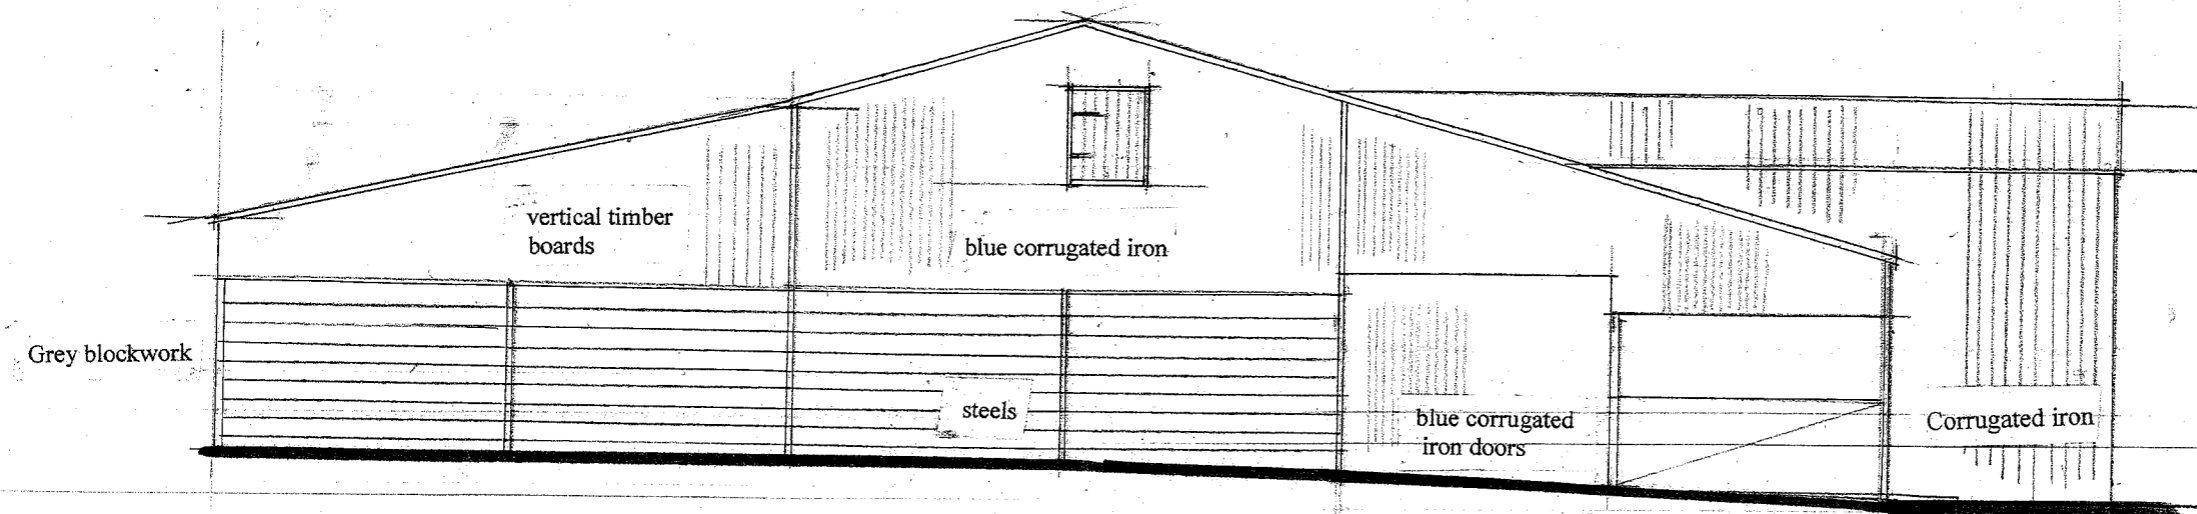 vertical timber
boards
blue corrugated iron
Grey blockwork
steels
blue corrugated
iron doors
Corrugated iron